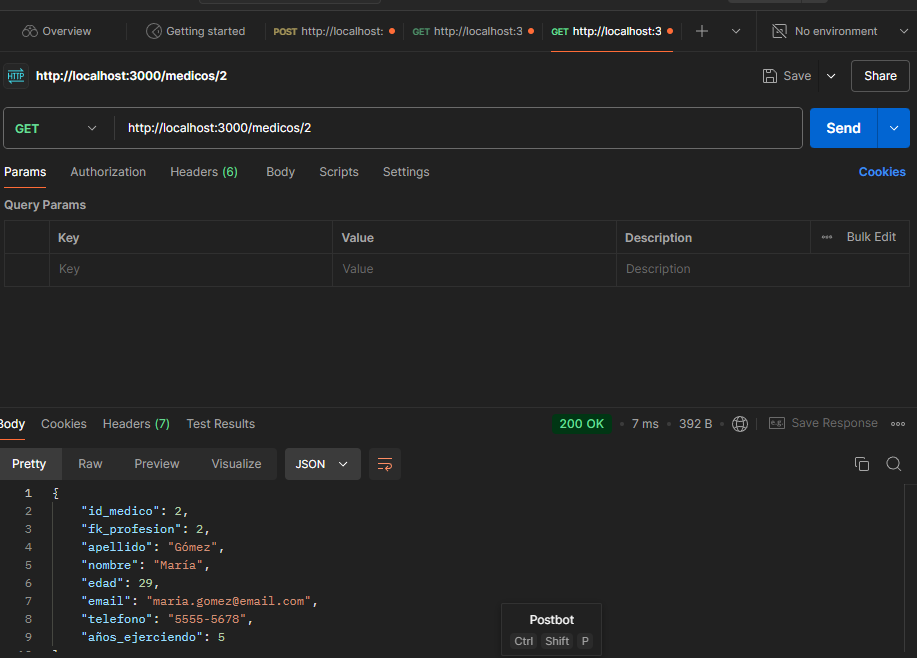 Overview
Getting started
POST http://localhost:
GET http://localhost:3
GET http://localhost:3
No environment
HTTP http://localhost:3000/medicos/2
Save
Share
GET
http://localhost:3000/medicos/2
Send
Params
Authorization
Headers (6)
Body
Scripts
Settings
Cookies
Query Params
Key
Value
Description
Bulk Edit
Key
Value
Description
Body
Cookies
Headers (7)
Test Results
200 OK
7 ms
392 B
e.g.
Save Response
Pretty
Raw
Preview
Visualize
JSON
1 {
2 "id_medico": 2,
3 "fk_profesion": 2,
4 "apellido": "Gómez",
5 "nombre": "María",
6 "edad": 29,
7 "email": "maria.gomez@email.com",
8 "telefono": "5555-5678",
9 "años_ejerciendo": 5
Postbot
Ctrl Shift P